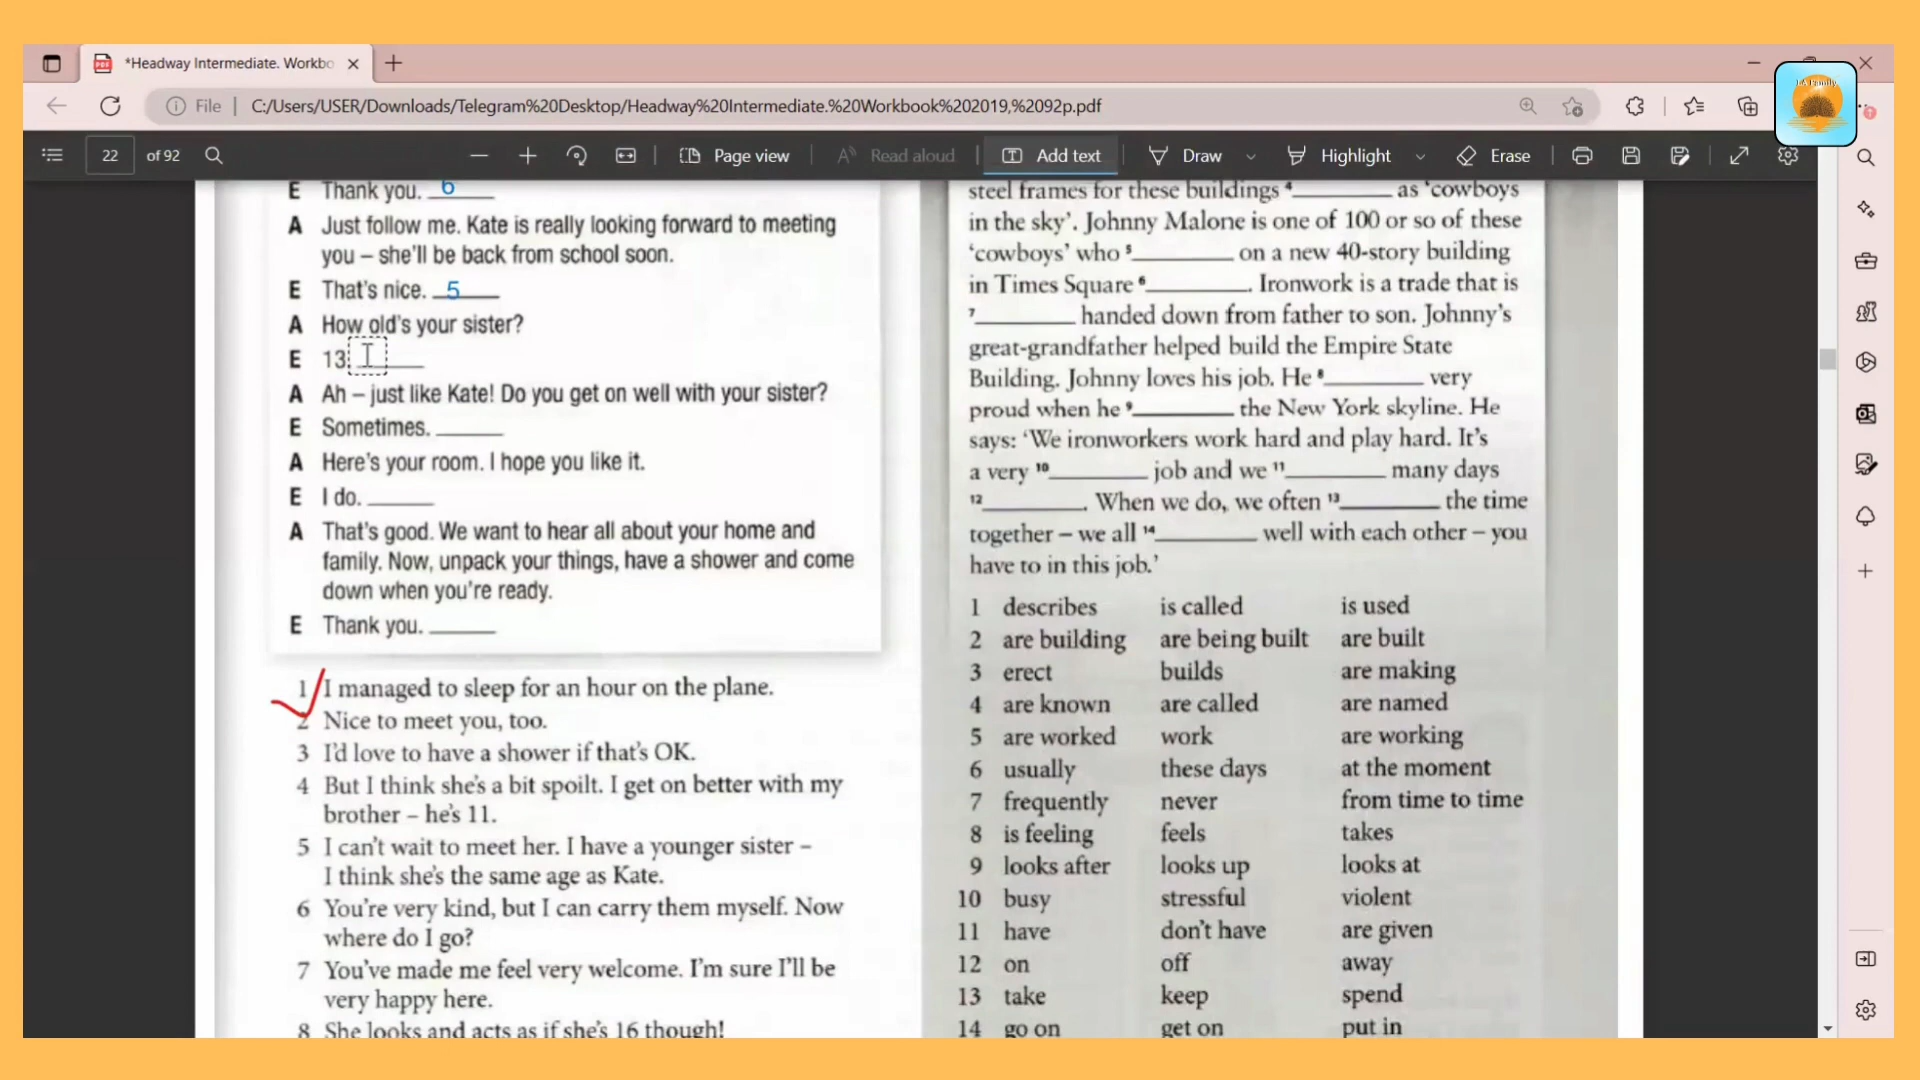 *Headway Intermediate. Workbo
File
C:/Users/USER/Downloads/Telegram%20Desktop/Headway%20Intermediate.%20Workbook%202019,%2092p.pdf
22 of 92
Page view
Read aloud
Add text
Draw
Highlight
Erase
E Thank you. 6
A Just follow me. Kate is really looking forward to meeting
you – she'll be back from school soon.
E That's nice. 5
A How old's your sister?
E 13. ______
A Ah – just like Kate! Do you get on well with your sister?
E Sometimes. ______
A Here's your room. I hope you like it.
E I do. ______
A That's good. We want to hear all about your home and
family. Now, unpack your things, have a shower and come
down when you're ready.
E Thank you. ______
1 I managed to sleep for an hour on the plane.
2 Nice to meet you, too.
3 I'd love to have a shower if that's OK.
4 But I think she's a bit spoilt. I get on better with my
brother – he's 11.
5 I can't wait to meet her. I have a younger sister –
I think she's the same age as Kate.
6 You're very kind, but I can carry them myself. Now
where do I go?
7 You've made me feel very welcome. I'm sure I'll be
very happy here.
8 She looks and acts as if she's 16 though!
steel frames for these buildings 4 ______ as 'cowboys
in the sky'. Johnny Malone is one of 100 or so of these
'cowboys' who 5 ______ on a new 40-story building
in Times Square 6 ______. Ironwork is a trade that is
7 ______ handed down from father to son. Johnny's
great-grandfather helped build the Empire State
Building. Johnny loves his job. He 8 ______ very
proud when he 9 ______ the New York skyline. He
says: 'We ironworkers work hard and play hard. It's
a very 10 ______ job and we 11 ______ many days
12 ______. When we do, we often 13 ______ the time
together – we all 14 ______ well with each other – you
have to in this job.'
1 describes is called is used
2 are building are being built are built
3 erect builds are making
4 are known are called are named
5 are worked work are working
6 usually these days at the moment
7 frequently never from time to time
8 is feeling feels takes
9 looks after looks up looks at
10 busy stressful violent
11 have don't have are given
12 on off away
13 take keep spend
14 go on get on put in